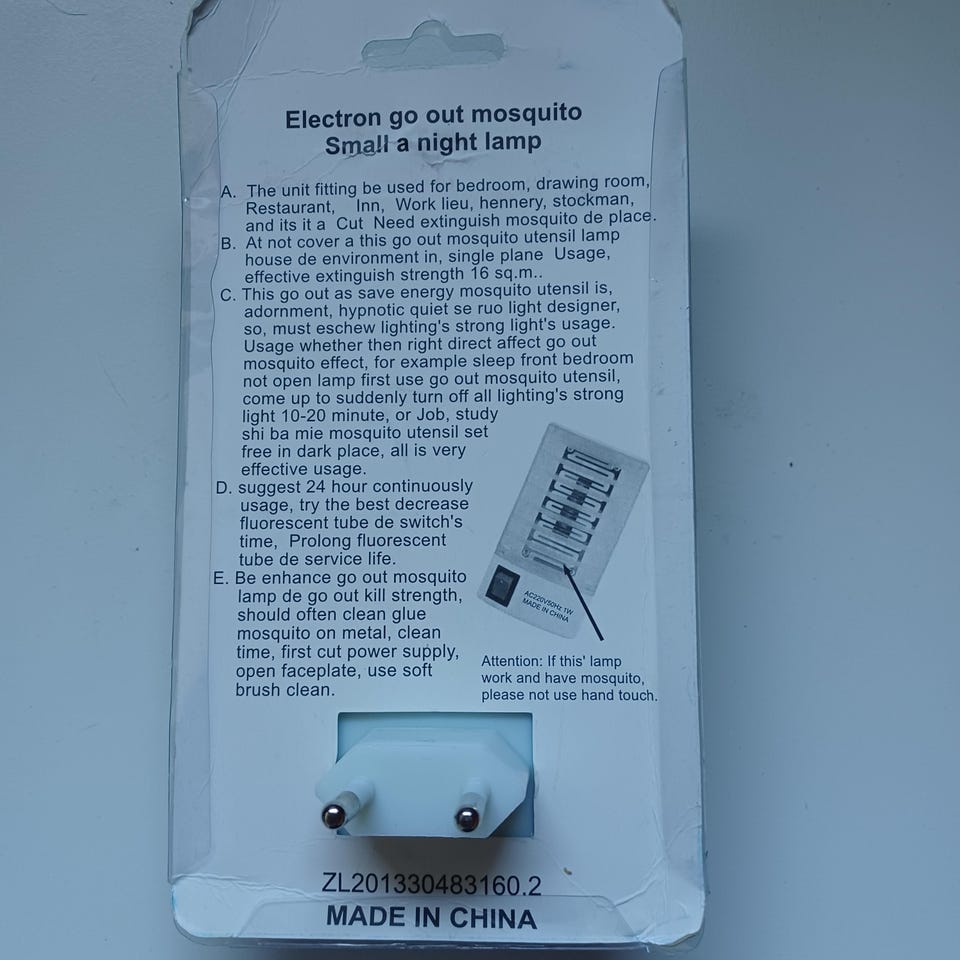 Electron go out mosquito
Small a night lamp
A. The unit fitting be used for bedroom, drawing room,
Restaurant, Inn, Work lieu, hennery, stockman,
and its it a Cut Need extinguish mosquito de place.
B. At not cover a this go out mosquito utensil lamp
house de environment in, single plane Usage,
effective extinguish strength 16 sq.m..
C. This go out as save energy mosquito utensil is,
adornment, hypnotic quiet se ruo light designer,
so, must eschew lighting's strong light's usage.
Usage whether then right direct affect go out
mosquito effect, for example sleep front bedroom
not open lamp first use go out mosquito utensil,
come up to suddenly turn off all lighting's strong
light 10-20 minute, or Job, study
shi ba mie mosquito utensil set
free in dark place, all is very
effective usage.
D. suggest 24 hour continuously
usage, try the best decrease
fluorescent tube de switch's
time, Prolong fluorescent
tube de service life.
E. Be enhance go out mosquito
lamp de go out kill strength,
should often clean glue
mosquito on metal, clean
time, first cut power supply,
open faceplate, use soft
brush clean.
AC220V50Hz 1W
MADE IN CHINA
Attention: If this' lamp
work and have mosquito,
please not use hand touch.
ZL201330483160.2
MADE IN CHINA